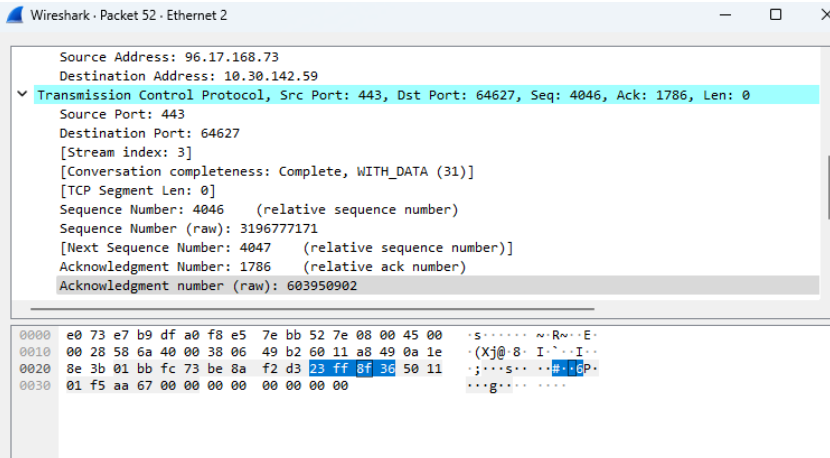 Wireshark · Packet 52 · Ethernet 2
Source Address: 96.17.168.73
Destination Address: 10.30.142.59
Transmission Control Protocol, Src Port: 443, Dst Port: 64627, Seq: 4046, Ack: 1786, Len: 0
Source Port: 443
Destination Port: 64627
[Stream index: 3]
[Conversation completeness: Complete, WITH_DATA (31)]
[TCP Segment Len: 0]
Sequence Number: 4046    (relative sequence number)
Sequence Number (raw): 3196777171
[Next Sequence Number: 4047    (relative sequence number)]
Acknowledgment Number: 1786    (relative ack number)
Acknowledgment number (raw): 603950902
0000  e0 73 e7 b9 df a0 f8 e5  7e bb 52 7e 08 00 45 00   ·s······ ~·R~··E·
0010  00 28 58 6a 40 00 38 06  49 b2 60 11 a8 49 0a 1e   ·(Xj@·8· I·`··I··
0020  8e 3b 01 bb fc 73 be 8a  f2 d3 23 ff 8f 36 50 11   ·;···s·· ··#··6P·
0030  01 f5 aa 67 00 00 00 00  00 00 00 00   ···g···· ····